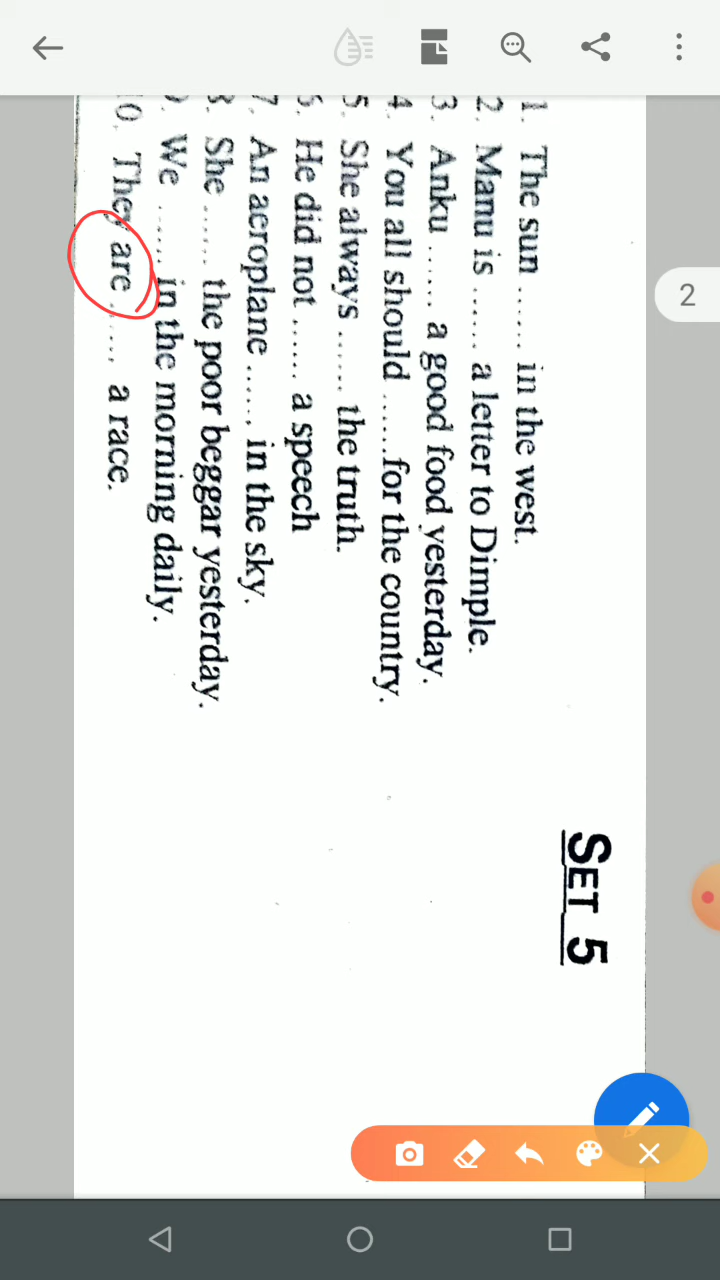 2
SET 5
1. The sun ....... in the west.
2. Manu is ...... a letter to Dimple.
3. Anku ....... a good food yesterday.
4. You all should ......for the country.
5. She always ...... the truth.
6. He did not ....... a speech
7. An aeroplane ......, in the sky.
8. She ...... the poor beggar yesterday.
9. We ...... in the morning daily.
10. They are ......, a race.